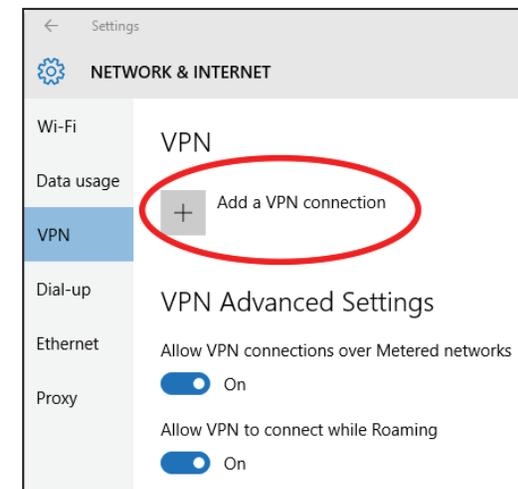 Settings
NETWORK & INTERNET
Wi-Fi
Data usage
VPN
Dial-up
Ethernet
Proxy
VPN
Add a VPN connection
VPN Advanced Settings
Allow VPN connections over Metered networks
On
Allow VPN to connect while Roaming
On